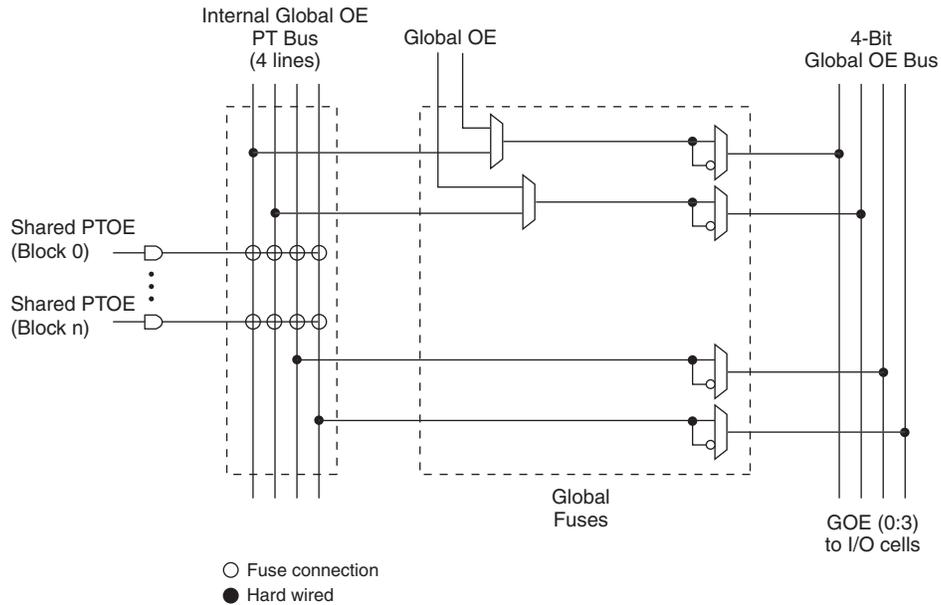 Internal Global OE
PT Bus
(4 lines)
Global OE
4-Bit
Global OE Bus
Shared PTOE
(Block 0)
Shared PTOE
(Block n)
Global
Fuses
GOE (0:3)
to I/O cells
Fuse connection
Hard wired